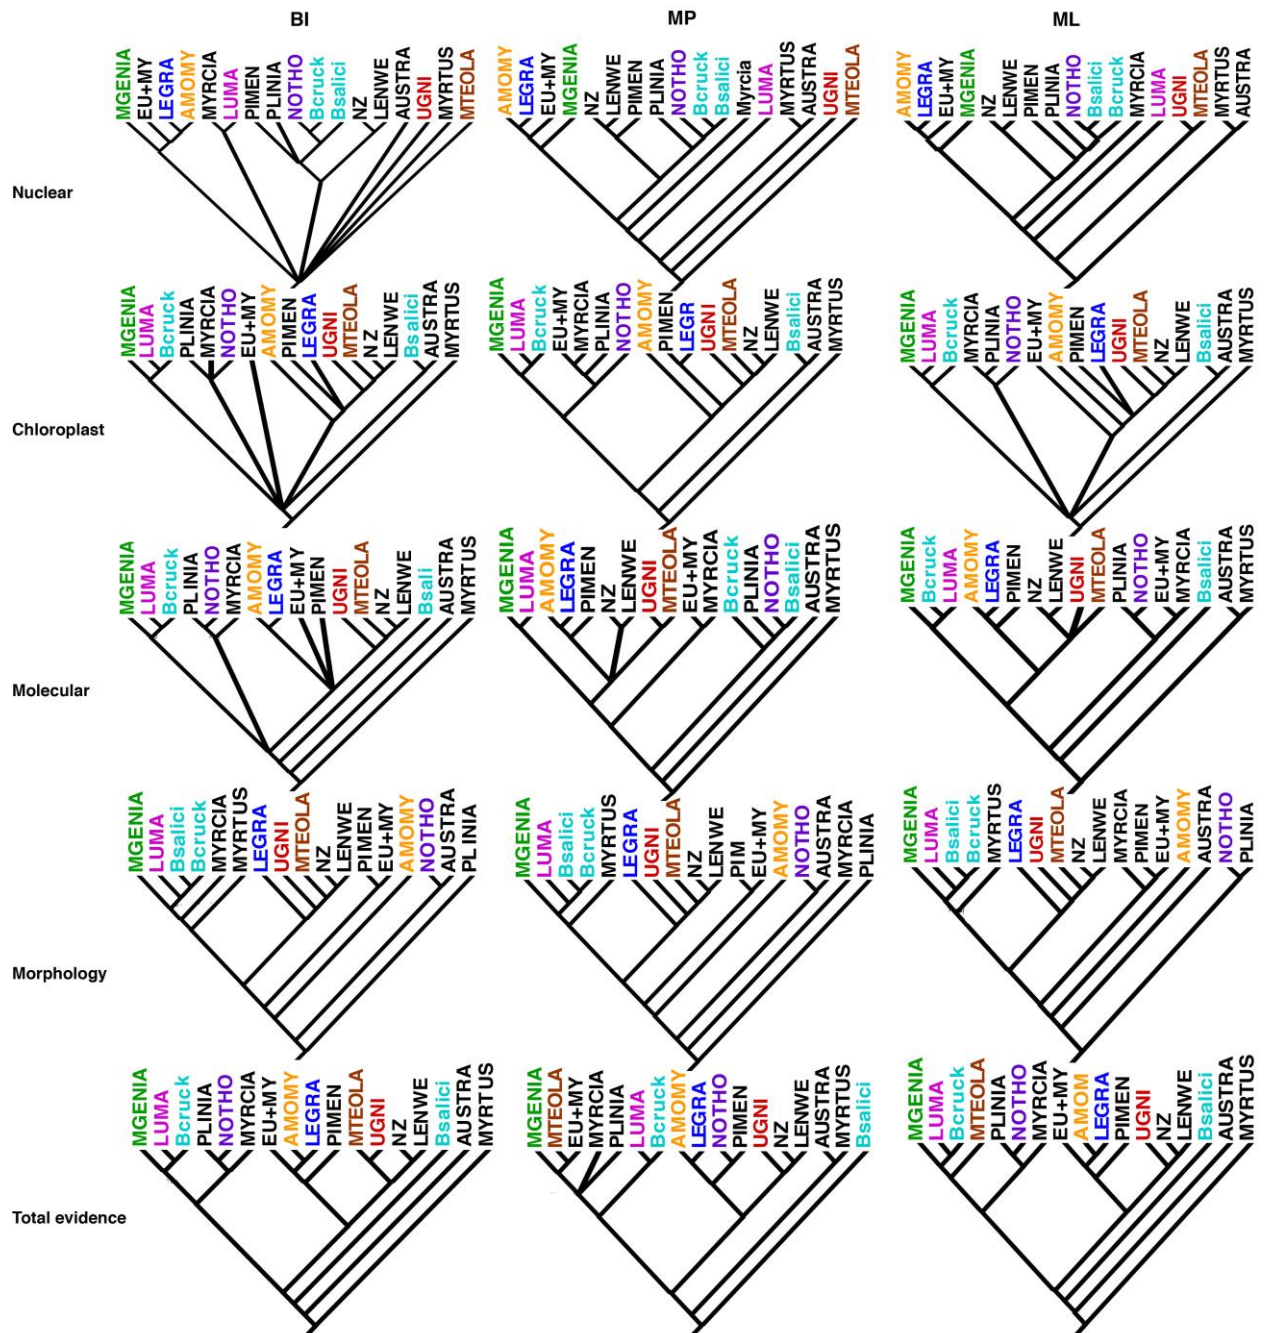 BI MP ML
MGENIA EU+MY LEGRA AMOMY MYRCIA LUMA PIMEN PLINIA NOTHO Bcruck Bsalici NZ LENWE AUSTRA UGNI MYRTUS MTEOLA
AMOMY LEGRA EU+MY MGENIA NZ LENWE PIMEN PLINIA NOTHO Bcruck Bsalici Myrcia LUMA MYRTUS AUSTRA UGNI MTEOLA
AMOMY LEGRA EU+MY MGENIA NZ LENWE PIMEN PLINIA NOTHO Bsalici Bcruck MYRCIA LUMA UGNI MTEOLA MYRTUS AUSTRA
Nuclear
MGENIA LUMA Bcruck PLINIA MYRCIA NOTHO EU+MY AMOMY PIMEN LEGRA UGNI MTEOLA NZ LENWE Bsalici AUSTRA MYRTUS
MGENIA LUMA Bcruck EU+MY MYRCIA PLINIA NOTHO AMOMY PIMEN LEGR UGNI MTEOLA NZ LENWE Bsalici AUSTRA MYRTUS
MGENIA LUMA Bcruck MYRCIA PLINIA NOTHO EU+MY AMOMY PIMEN LEGRA UGNI MTEOLA NZ LENWE Bsalici AUSTRA MYRTUS
Chloroplast
MGENIA LUMA Bcruck PLINIA NOTHO MYRCIA AMOMY LEGRA EU+MY PIMEN UGNI MTEOLA NZ LENWE Bsali AUSTRA MYRTUS
MGENIA LUMA AMOMY LEGRA PIMEN NZ LENWE UGNI MTEOLA EU+MY MYRCIA Bcruck PLINIA NOTHO Bsalici AUSTRA MYRTUS
MGENIA Bcruck LUMA AMOMY LEGRA PIMEN NZ LENWE UGNI MTEOLA PLINIA NOTHO EU+MY MYRCIA Bsalici AUSTRA MYRTUS
Molecular
MGENIA LUMA Bsalici Bcruck MYRCIA MYRTUS LEGRA UGNI MTEOLA NZ LENWE PIMEN EU+MY AMOMY NOTHO AUSTRA PLINIA
MGENIA LUMA Bsalici Bcruck MYRTUS LEGRA UGNI MTEOLA NZ LENWE PIM EU+MY AMOMY NOTHO AUSTRA MYRCIA PLINIA
MGENIA LUMA Bsalici Bcruck MYRTUS LEGRA UGNI MTEOLA NZ LENWE MYRCIA PIMEN EU+MY AMOMY AUSTRA NOTHO PLINIA
Morphology
MGENIA LUMA Bcruck PLINIA NOTHO MYRCIA EU+MY AMOMY LEGRA PIMEN MTEOLA UGNI NZ LENWE Bsalici AUSTRA MYRTUS
MGENIA MTEOLA EU+MY MYRCIA PLINIA LUMA Bcruck AMOMY LEGRA NOTHO PIMEN UGNI NZ LENWE AUSTRA MYRTUS Bsalici
MGENIA LUMA Bcruck MTEOLA PLINIA NOTHO MYRCIA EU+MY AMOM LEGRA PIMEN UGNI NZ LENWE Bsalici AUSTRA MYRTUS
Total evidence